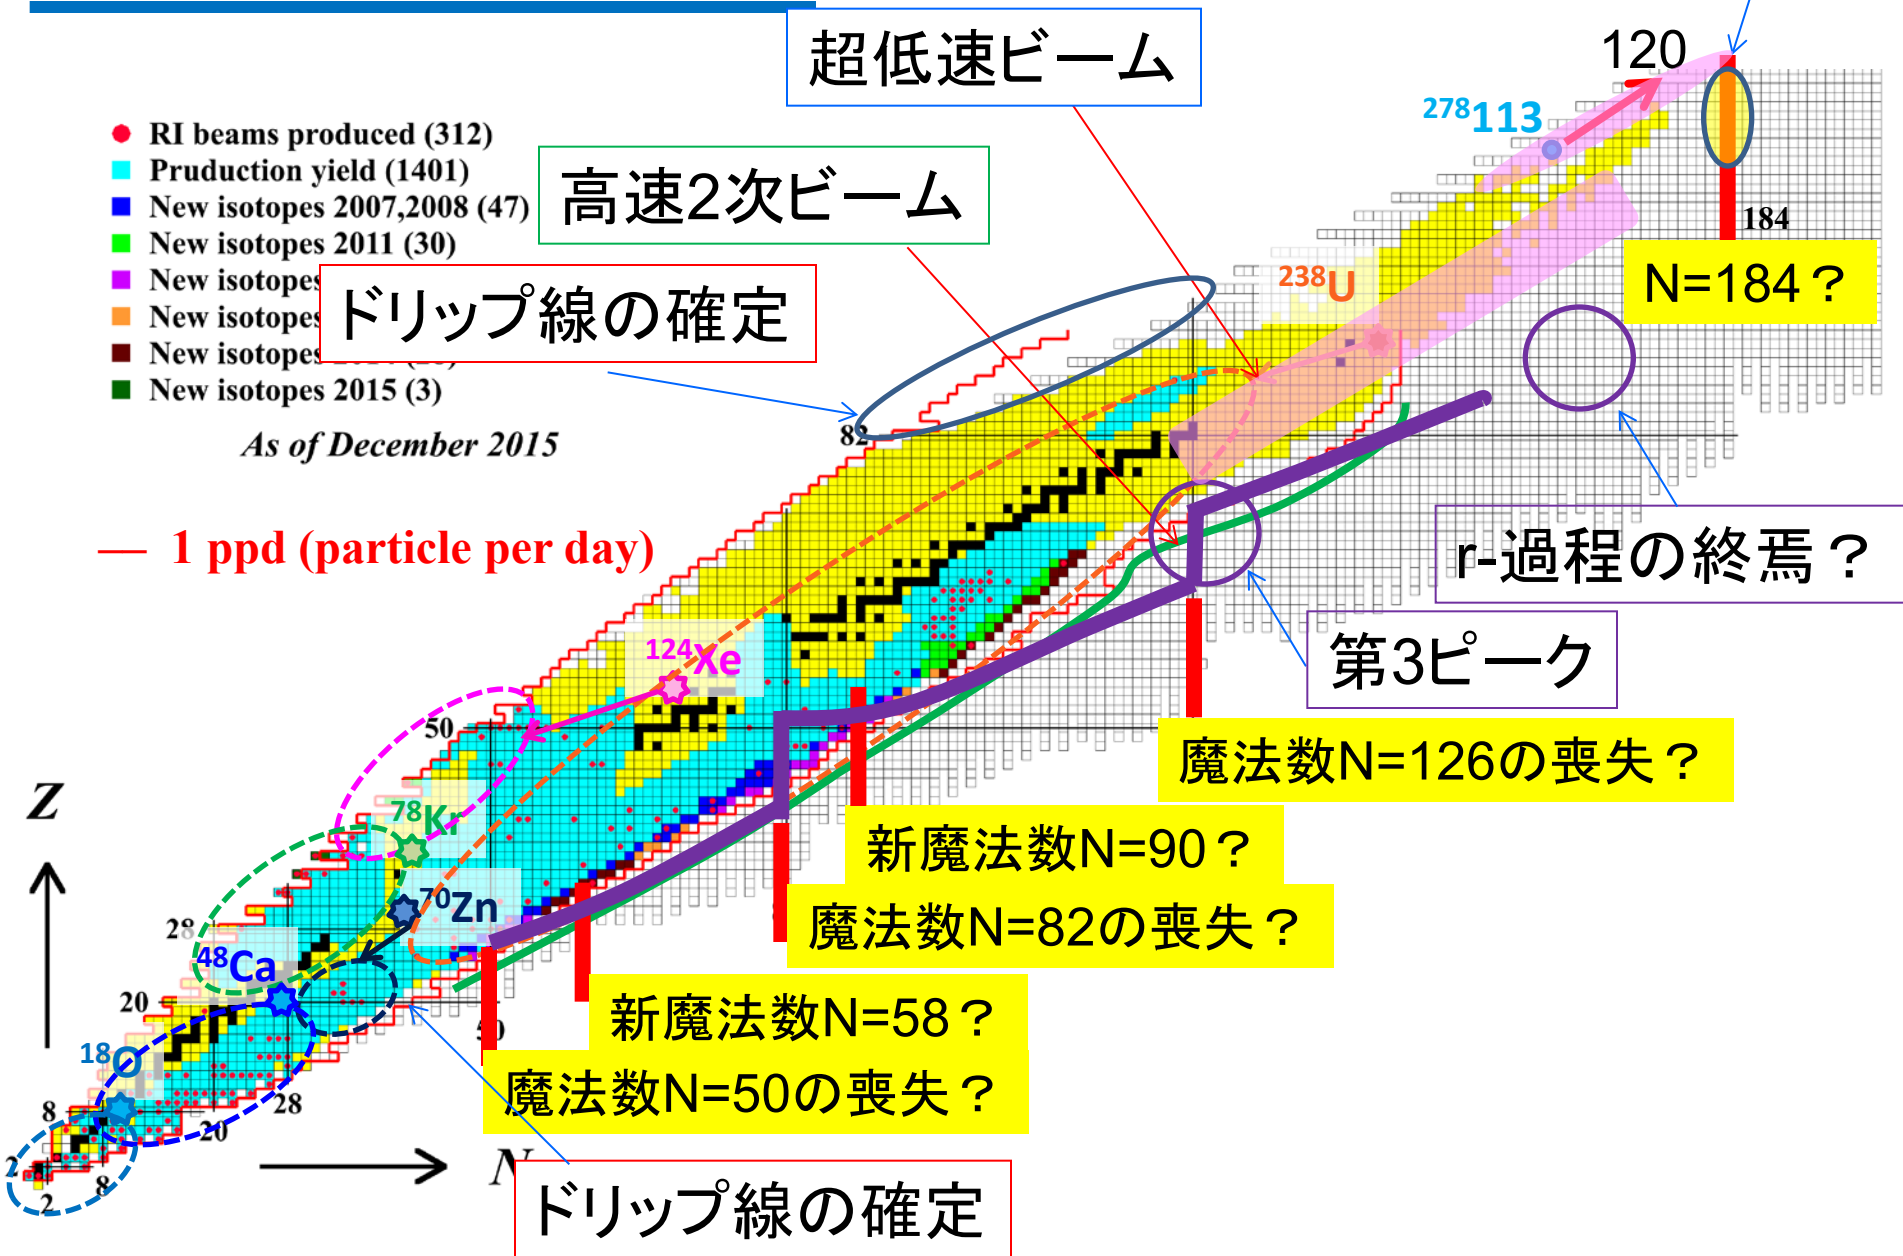 超低速ビーム
120
²⁷⁸113
RI beams produced (312)
Pruduction yield (1401)
New isotopes 2007,2008 (47)
New isotopes 2011 (30)
New isotopes
New isotopes
New isotopes
New isotopes 2015 (3)
As of December 2015
高速2次ビーム
ドリップ線の確定
— 1 ppd (particle per day)
²³⁸U
184
N=184？
82
r-過程の終焉？
第3ピーク
¹²⁴Xe
50
魔法数N=126の喪失？
Z
⁷⁸Kr
新魔法数N=90？
⁷⁰Zn
魔法数N=82の喪失？
28
⁴⁸Ca
20
新魔法数N=58？
50
¹⁸O
魔法数N=50の喪失？
8
28
20
2
8
2
N
ドリップ線の確定